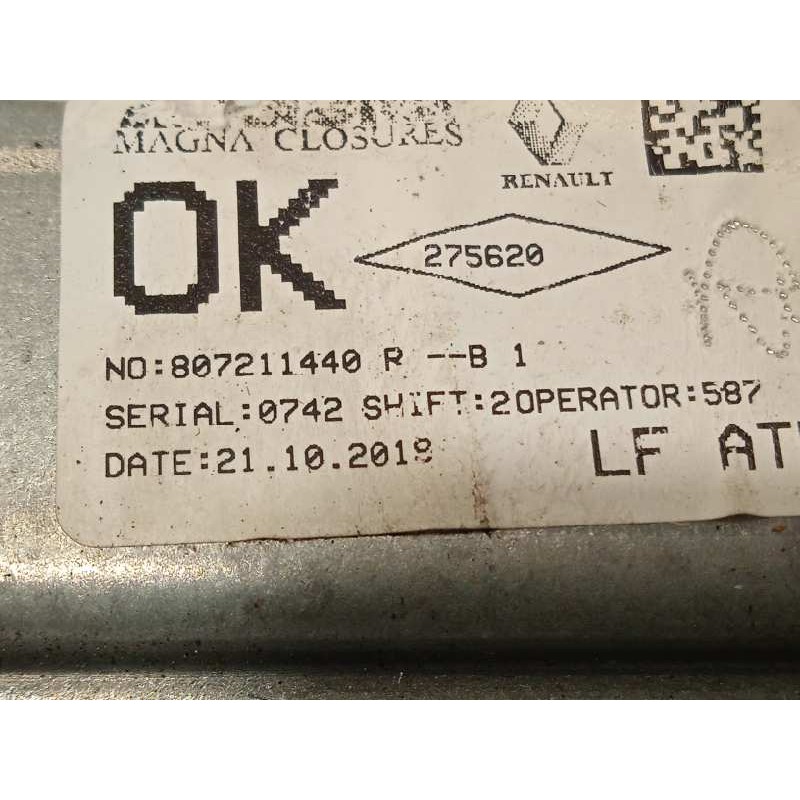 MAGNA CLOSURES
RENAULT
OK
275620
NO:807211440 R --B 1
SERIAL:0742 SHIFT:2OPERATOR:587
DATE:21.10.2018
LF AT